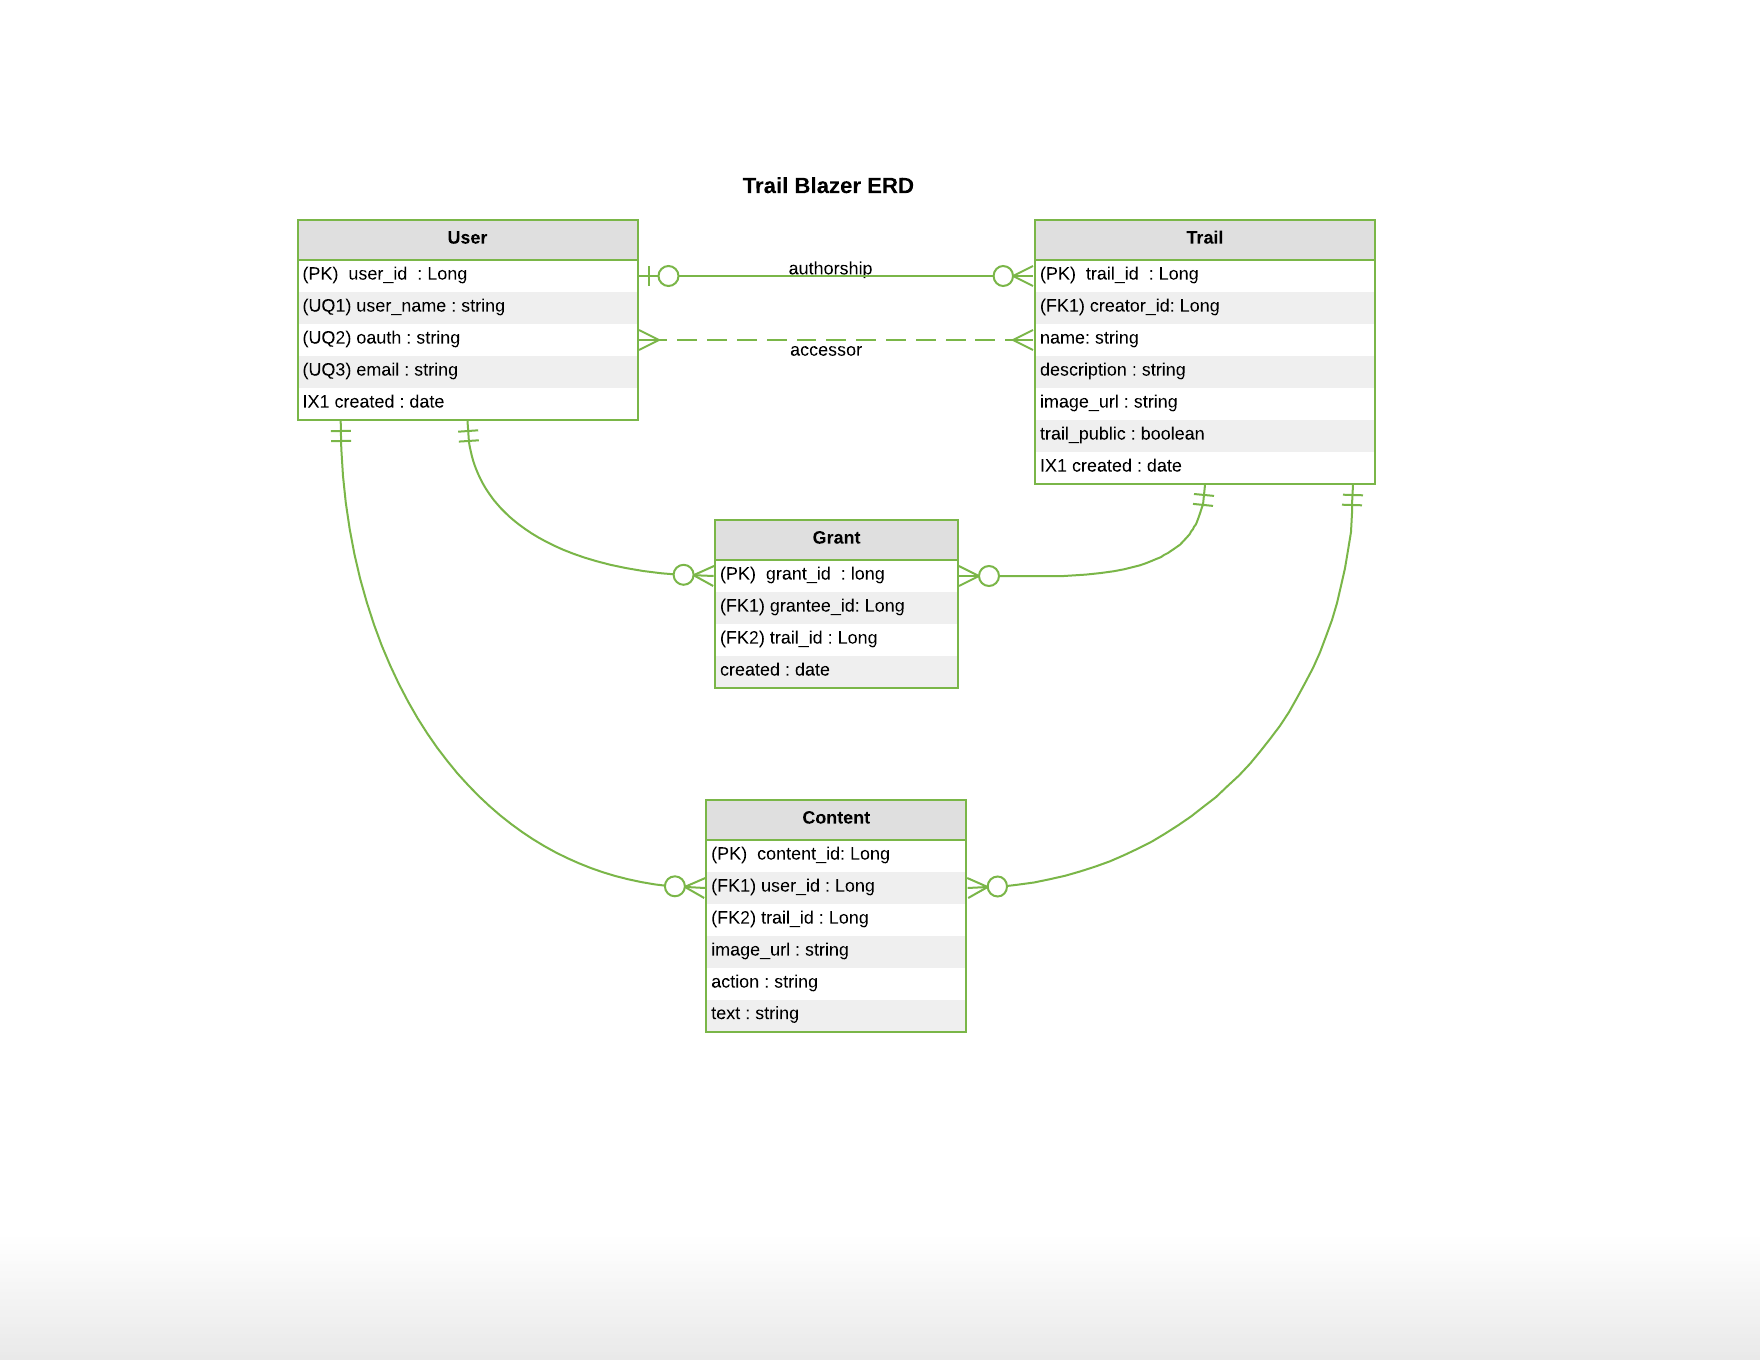 Trail Blazer ERD
User
(PK)  user_id  : Long
(UQ1) user_name : string
(UQ2) oauth : string
(UQ3) email : string
IX1 created : date
authorship
accessor
Trail
(PK)  trail_id  : Long
(FK1) creator_id: Long
name: string
description : string
image_url : string
trail_public : boolean
IX1 created : date
Grant
(PK)  grant_id  : long
(FK1) grantee_id: Long
(FK2) trail_id : Long
created : date
Content
(PK)  content_id: Long
(FK1) user_id : Long
(FK2) trail_id : Long
image_url : string
action : string
text : string